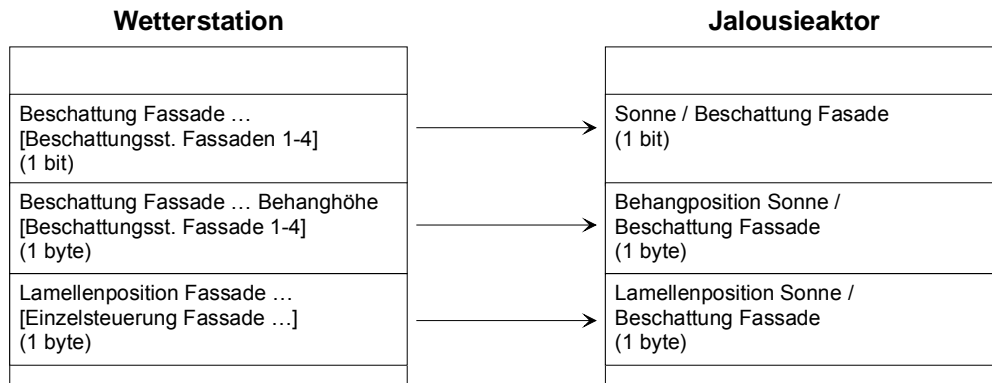 Wetterstation
Jalousieaktor
Beschattung Fassade …
[Beschattungsst. Fassaden 1-4]
(1 bit)
Sonne / Beschattung Fasade
(1 bit)
Beschattung Fassade … Behanghöhe
[Beschattungsst. Fassade 1-4]
(1 byte)
Behangposition Sonne /
Beschattung Fassade
(1 byte)
Lamellenposition Fassade …
[Einzelsteuerung Fassade …]
(1 byte)
Lamellenposition Sonne /
Beschattung Fassade
(1 byte)